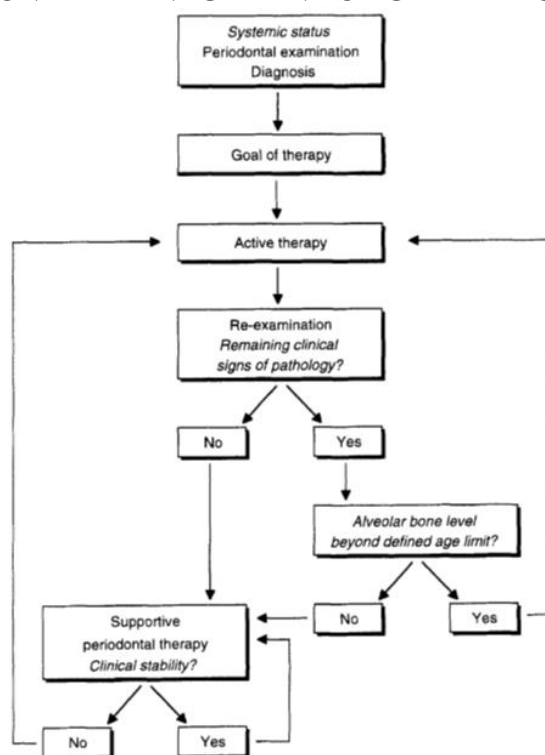 Systemic status
Periodontal examination
Diagnosis
Goal of therapy
Active therapy
Re-examination
Remaining clinical
signs of pathology?
No
Yes
Alveolar bone level
beyond defined age limit?
No
Yes
Supportive
periodontal therapy
Clinical stability?
No
Yes